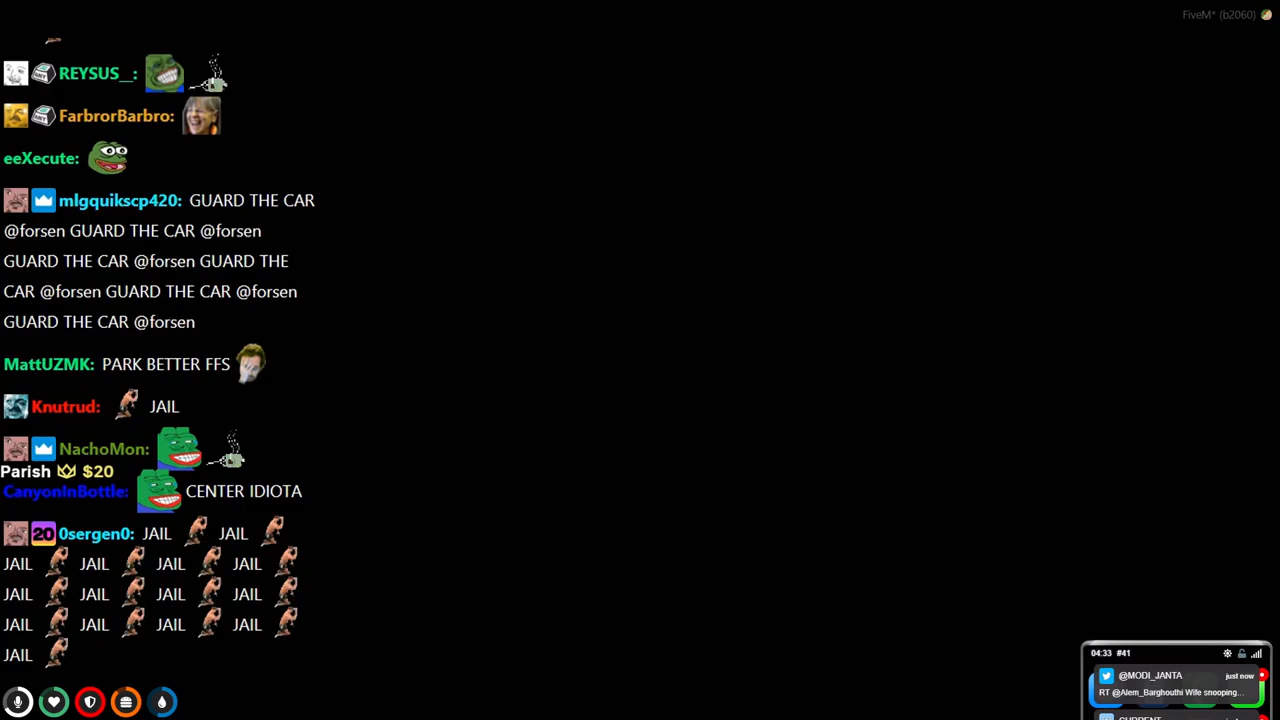 FiveM* (b2060)
REYSUS__:
FarbrorBarbro:
eeXecute:
mlgquikscp420: GUARD THE CAR
@forsen GUARD THE CAR @forsen
GUARD THE CAR @forsen GUARD THE
CAR @forsen GUARD THE CAR @forsen
GUARD THE CAR @forsen
MattUZMK: PARK BETTER FFS
Knutrud: JAIL
NachoMon:
Parish $20
CanyonInBottle: CENTER IDIOTA
20 0sergen0: JAIL JAIL
JAIL JAIL JAIL JAIL
JAIL JAIL JAIL JAIL
JAIL JAIL JAIL JAIL
JAIL
04:33 #41
@MODI_JANTA just now
RT @Alem_Barghouthi Wife snooping...
CURRENT